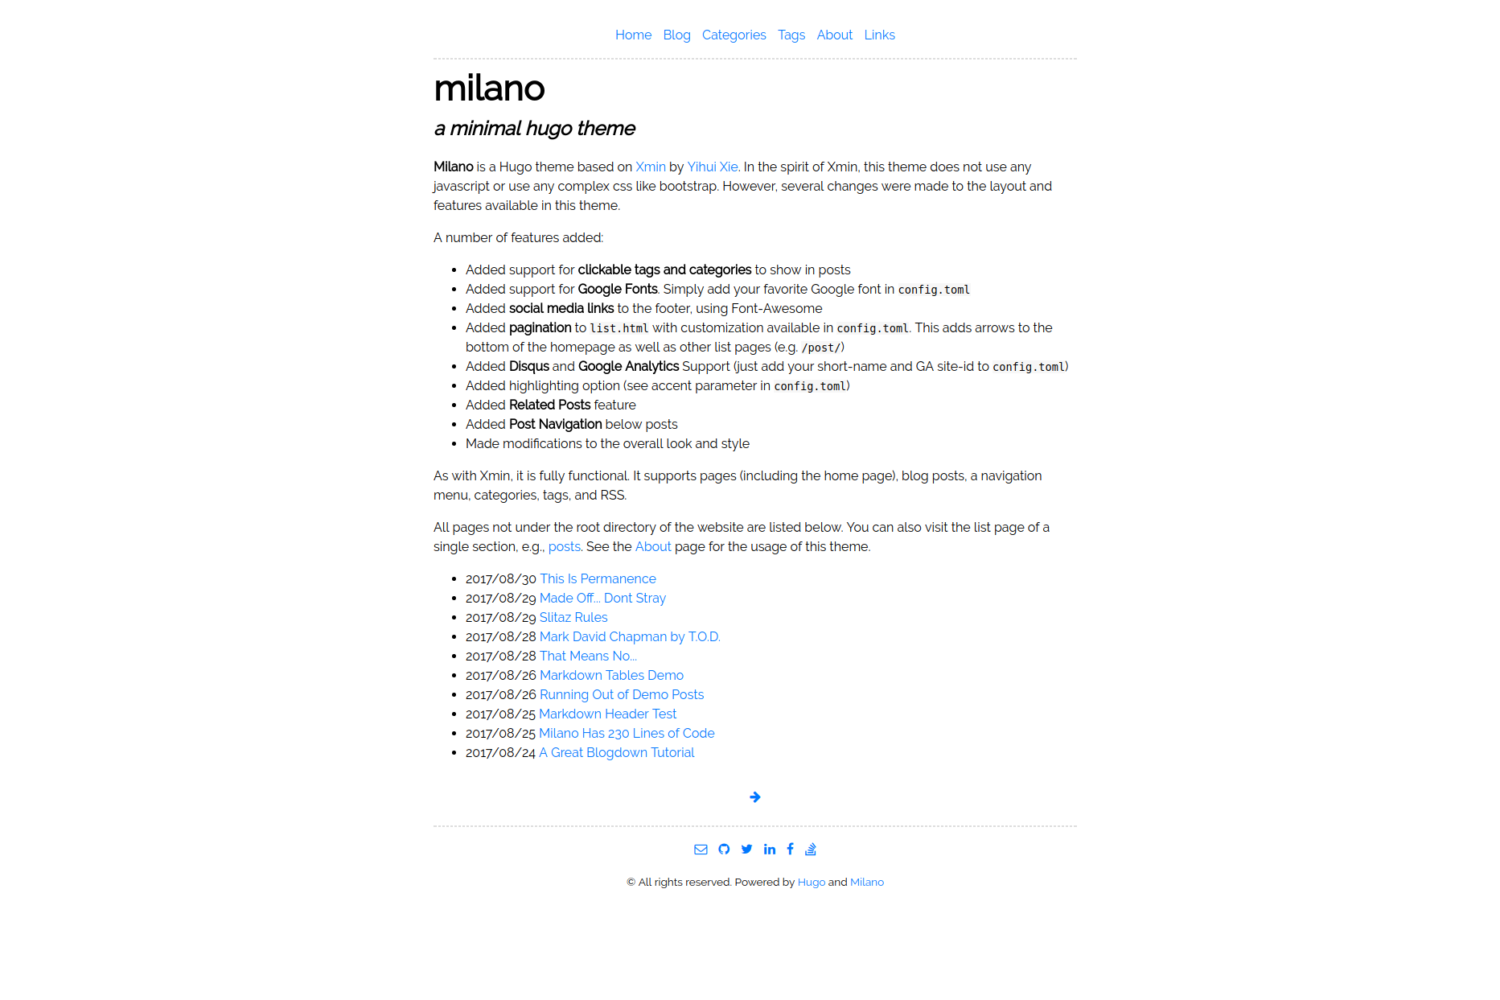 Home Blog Categories Tags About Links
milano
a minimal hugo theme
Milano is a Hugo theme based on Xmin by Yihui Xie. In the spirit of Xmin, this theme does not use any
javascript or use any complex css like bootstrap. However, several changes were made to the layout and
features available in this theme.
A number of features added:
• Added support for clickable tags and categories to show in posts
• Added support for Google Fonts. Simply add your favorite Google font in config.toml
• Added social media links to the footer, using Font-Awesome
• Added pagination to list.html with customization available in config.toml. This adds arrows to the
bottom of the homepage as well as other list pages (e.g. /post/)
• Added Disqus and Google Analytics Support (just add your short-name and GA site-id to config.toml)
• Added highlighting option (see accent parameter in config.toml)
• Added Related Posts feature
• Added Post Navigation below posts
• Made modifications to the overall look and style
As with Xmin, it is fully functional. It supports pages (including the home page), blog posts, a navigation
menu, categories, tags, and RSS.
All pages not under the root directory of the website are listed below. You can also visit the list page of a
single section, e.g., posts. See the About page for the usage of this theme.
• 2017/08/30 This Is Permanence
• 2017/08/29 Made Off... Dont Stray
• 2017/08/29 Slitaz Rules
• 2017/08/28 Mark David Chapman by T.O.D.
• 2017/08/28 That Means No...
• 2017/08/26 Markdown Tables Demo
• 2017/08/26 Running Out of Demo Posts
• 2017/08/25 Markdown Header Test
• 2017/08/25 Milano Has 230 Lines of Code
• 2017/08/24 A Great Blogdown Tutorial
© All rights reserved. Powered by Hugo and Milano